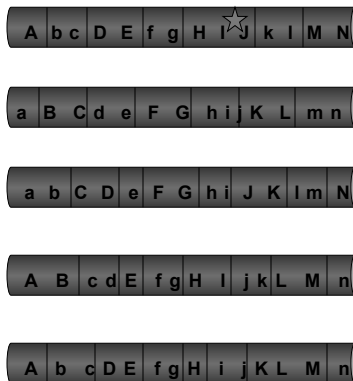 A b c D E f g H I J k l M N
a B C d e F G h i j K L m n
a b C D e F G h i J K l m N
A B c d E f g H I j k L M n
A b c D E f g H i j K L M n